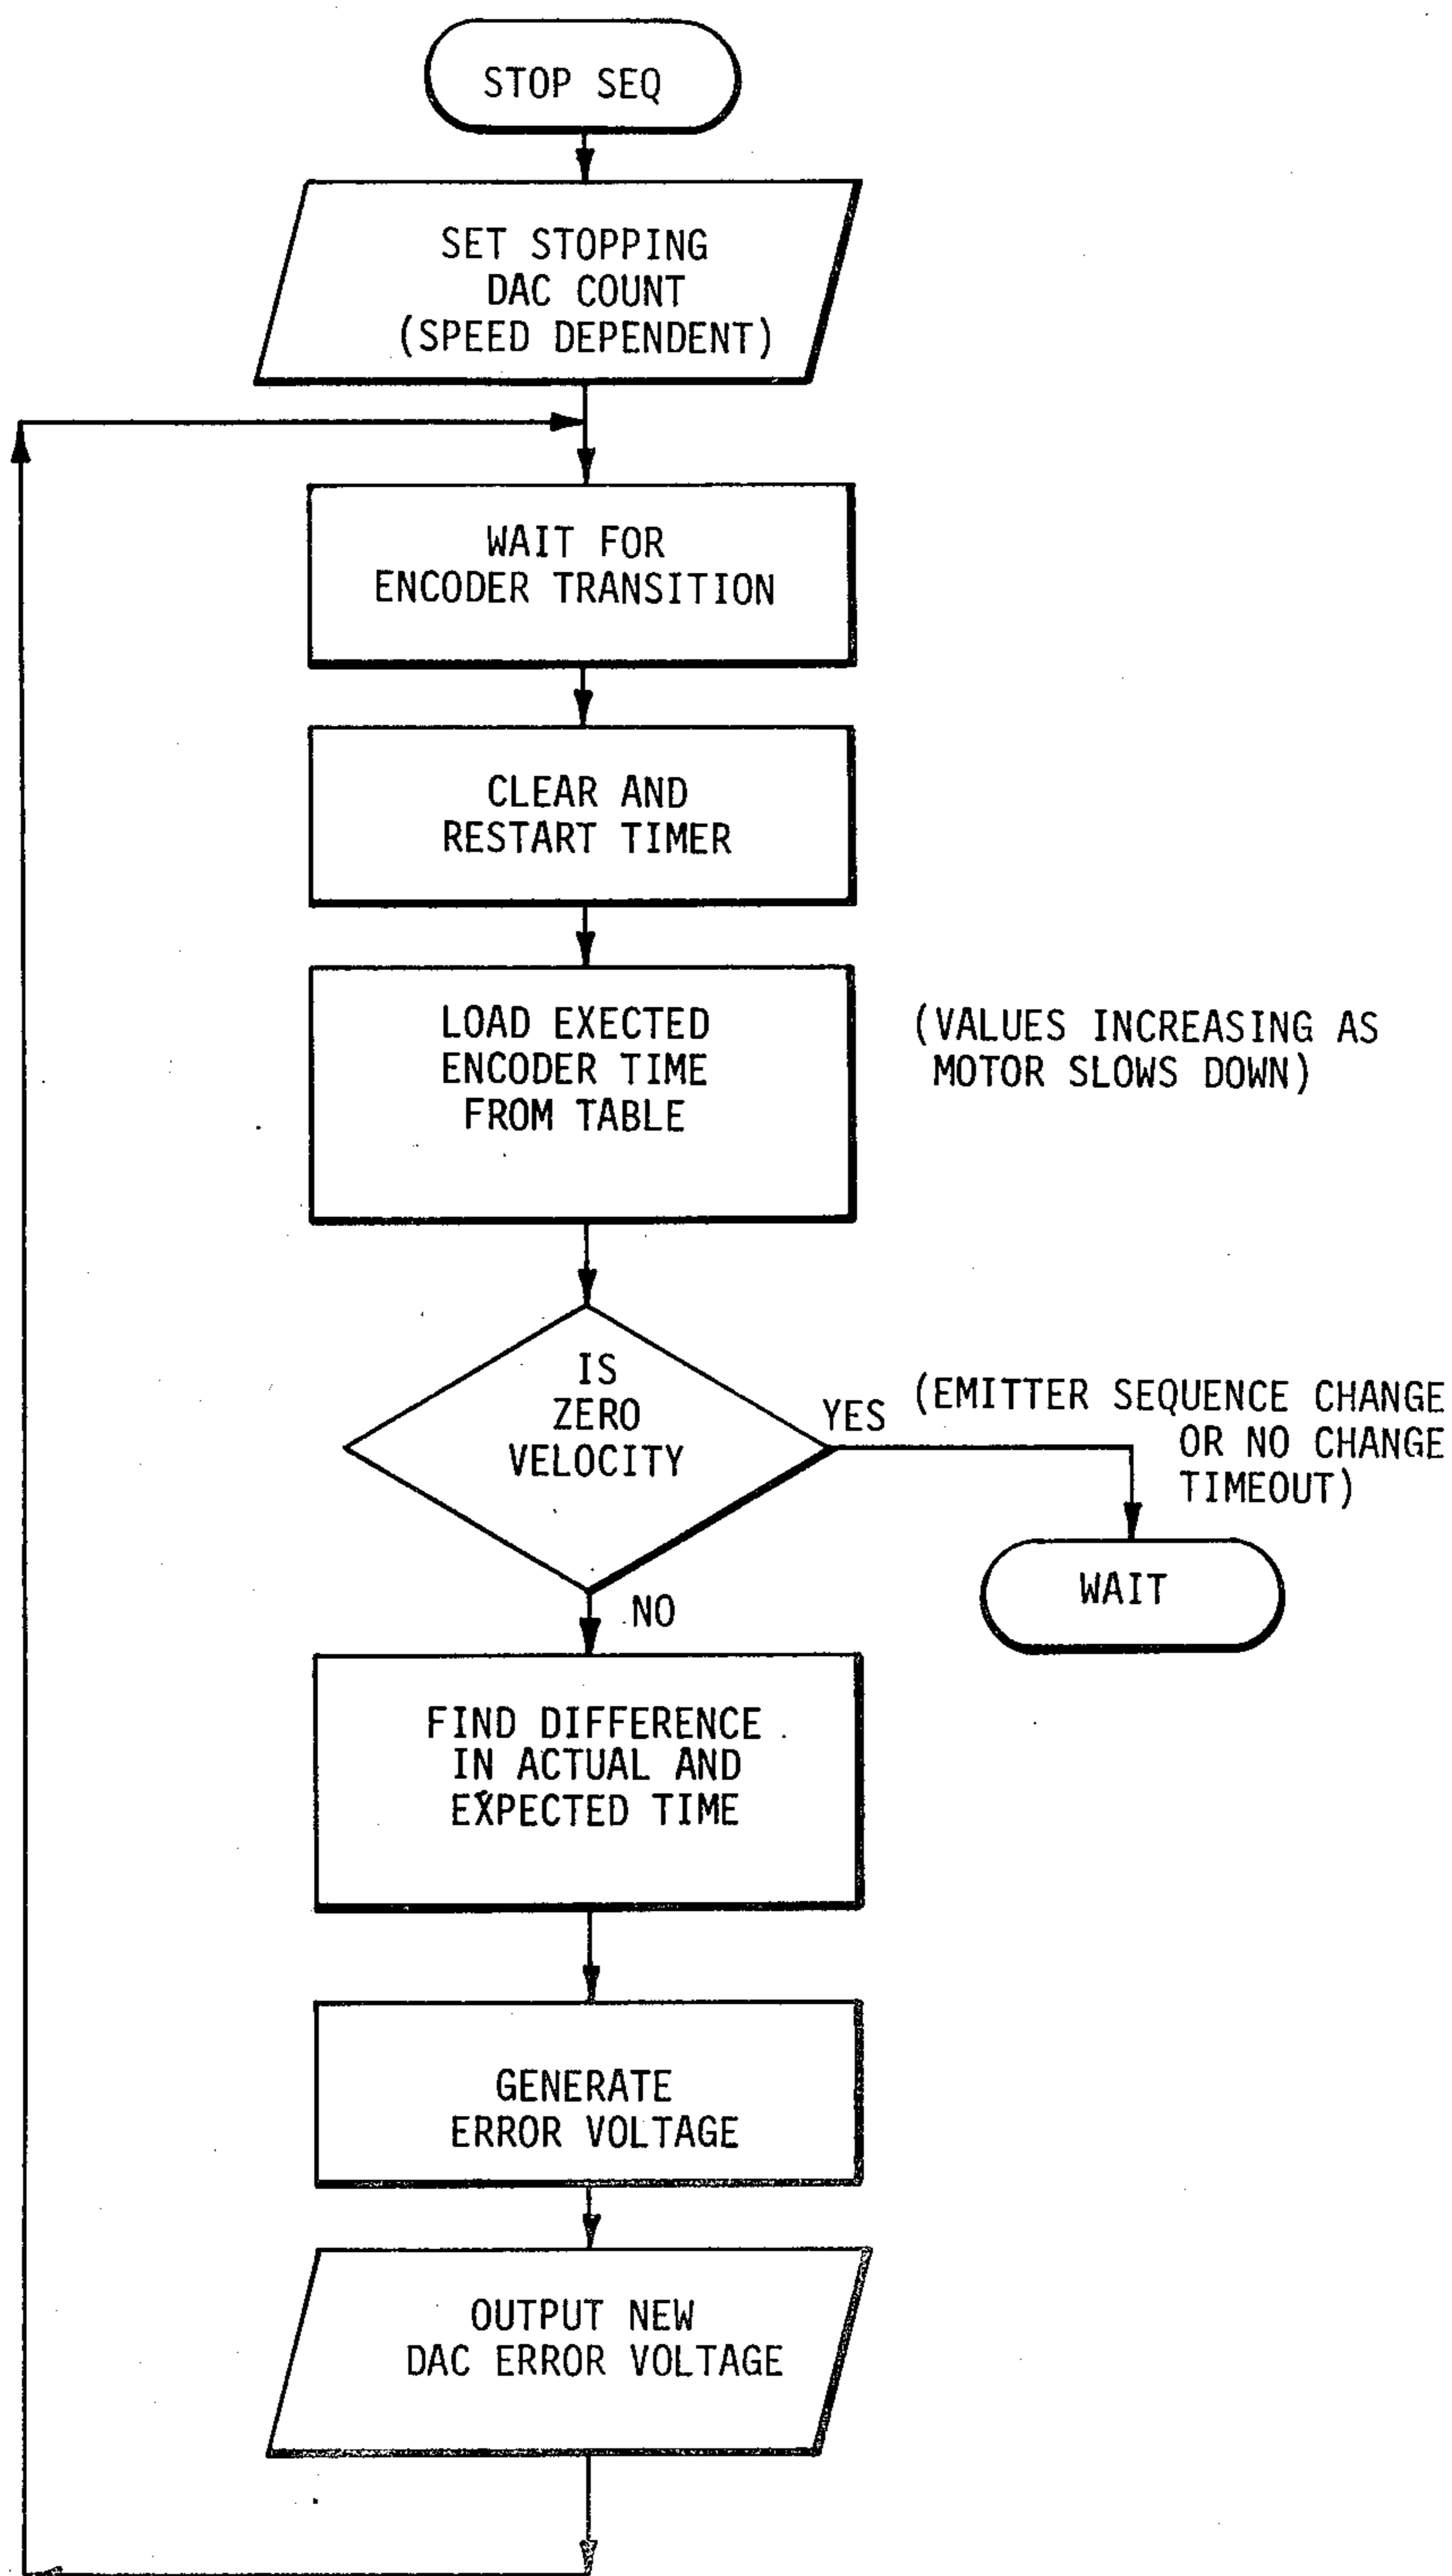 STOP SEQ
SET STOPPING
DAC COUNT
(SPEED DEPENDENT)
WAIT FOR
ENCODER TRANSITION
CLEAR AND
RESTART TIMER
LOAD EXECTED
ENCODER TIME
FROM TABLE
(VALUES INCREASING AS
MOTOR SLOWS DOWN)
IS
ZERO
VELOCITY
YES
(EMITTER SEQUENCE CHANGE
OR NO CHANGE
TIMEOUT)
WAIT
NO
FIND DIFFERENCE
IN ACTUAL AND
EXPECTED TIME
GENERATE
ERROR VOLTAGE
OUTPUT NEW
DAC ERROR VOLTAGE